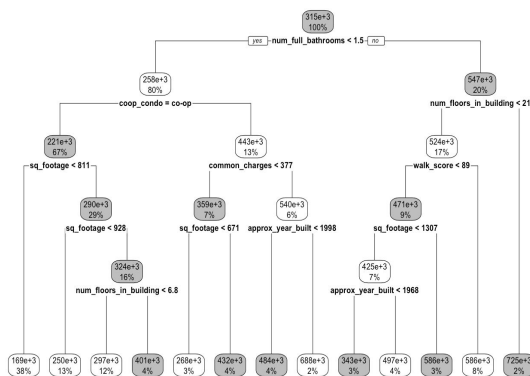 315e+3
100%
num_full_bathrooms < 1.5
yes
no
258e+3
80%
547e+3
20%
coop_condo = co-op
num_floors_in_building < 21
221e+3
67%
443e+3
13%
524e+3
17%
sq_footage < 811
common_charges < 377
walk_score < 89
290e+3
29%
359e+3
7%
540e+3
6%
471e+3
9%
sq_footage < 928
sq_footage < 671
approx_year_built < 1998
sq_footage < 1307
324e+3
16%
425e+3
7%
num_floors_in_building < 6.8
approx_year_built < 1968
169e+3 250e+3 297e+3 401e+3 268e+3 432e+3 484e+3 688e+3 343e+3 497e+3 586e+3 586e+3 725e+3
38% 13% 12% 4% 3% 4% 4% 2% 3% 4% 3% 8% 2%